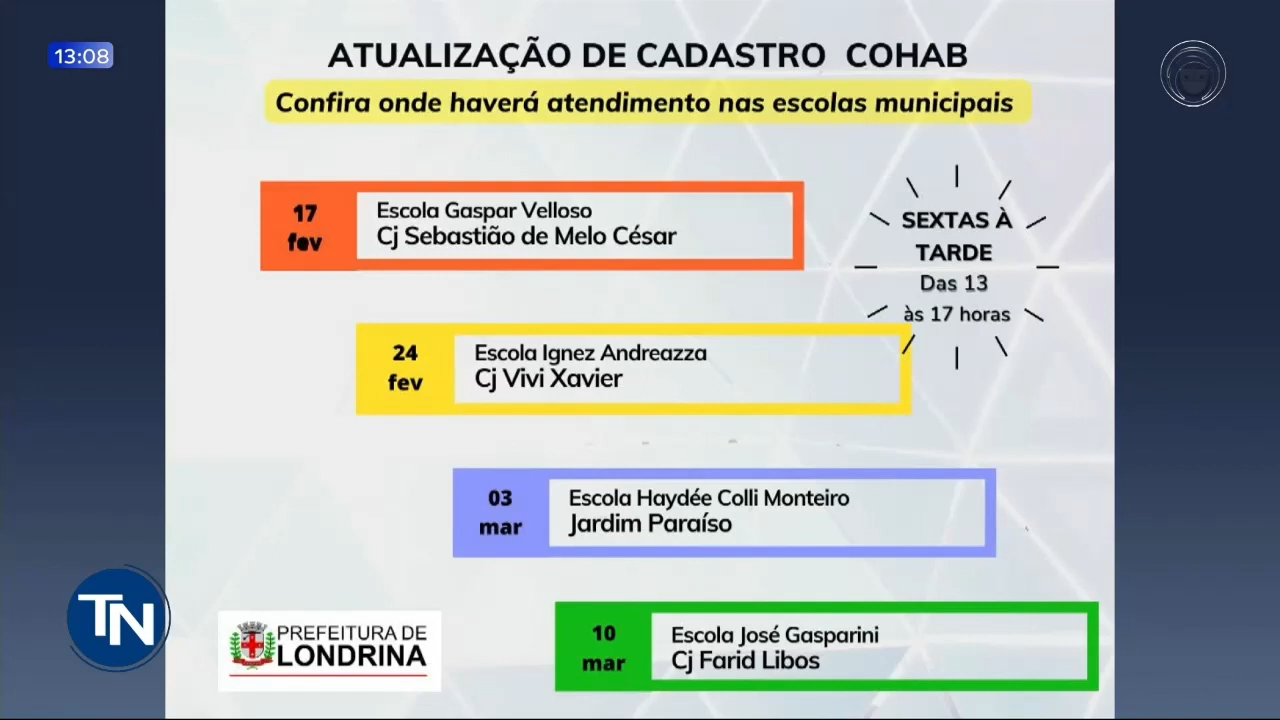 13:08
ATUALIZAÇÃO DE CADASTRO COHAB
Confira onde haverá atendimento nas escolas municipais
17
fev
Escola Gaspar Velloso
Cj Sebastião de Melo César
SEXTAS À
TARDE
Das 13
às 17 horas
24
fev
Escola Ignez Andreazza
Cj Vivi Xavier
03
mar
Escola Haydée Colli Monteiro
Jardim Paraíso
10
mar
Escola José Gasparini
Cj Farid Libos
TN
PREFEITURA DE
LONDRINA